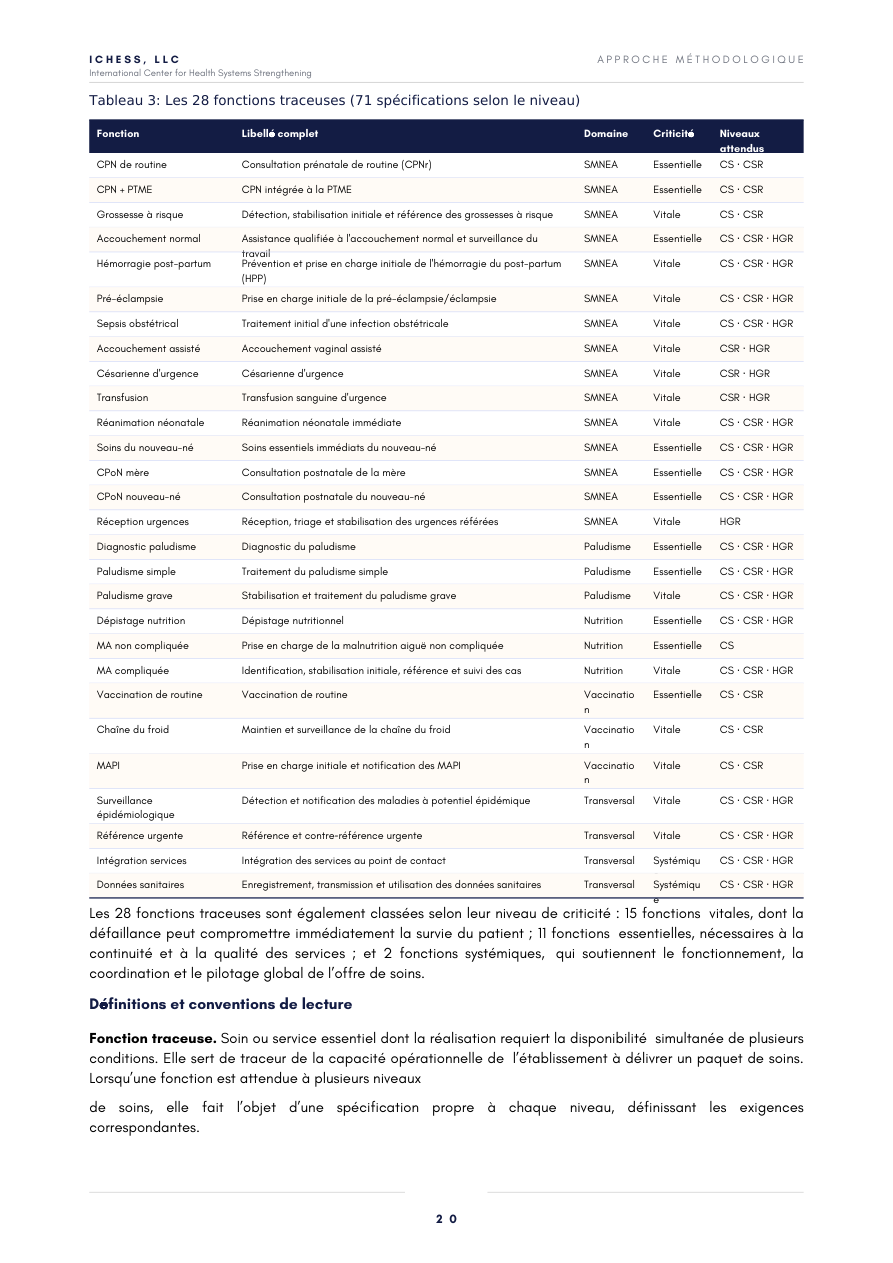 ICHESS, LLC
APPROCHE MÉTHODOLOGIQUE
International Center for Health Systems Strengthening
Tableau 3: Les 28 fonctions traceuses (71 spécifications selon le niveau)
Fonction Libellé complet Domaine Criticité Niveaux attendus
CPN de routine Consultation prénatale de routine (CPNr) SMNEA Essentielle CS · CSR
CPN + PTME CPN intégrée à la PTME SMNEA Essentielle CS · CSR
Grossesse à risque Détection, stabilisation initiale et référence des grossesses à risque SMNEA Vitale CS · CSR
Accouchement normal Assistance qualifiée à l'accouchement normal et surveillance du travail SMNEA Essentielle CS · CSR · HGR
Hémorragie post-partum Prévention et prise en charge initiale de l'hémorragie du post-partum (HPP) SMNEA Vitale CS · CSR · HGR
Pré-éclampsie Prise en charge initiale de la pré-éclampsie/éclampsie SMNEA Vitale CS · CSR · HGR
Sepsis obstétrical Traitement initial d'une infection obstétricale SMNEA Vitale CS · CSR · HGR
Accouchement assisté Accouchement vaginal assisté SMNEA Vitale CSR · HGR
Césarienne d'urgence Césarienne d'urgence SMNEA Vitale CSR · HGR
Transfusion Transfusion sanguine d'urgence SMNEA Vitale CSR · HGR
Réanimation néonatale Réanimation néonatale immédiate SMNEA Vitale CS · CSR · HGR
Soins du nouveau-né Soins essentiels immédiats du nouveau-né SMNEA Essentielle CS · CSR · HGR
CPoN mère Consultation postnatale de la mère SMNEA Essentielle CS · CSR · HGR
CPoN nouveau-né Consultation postnatale du nouveau-né SMNEA Essentielle CS · CSR · HGR
Réception urgences Réception, triage et stabilisation des urgences référées SMNEA Vitale HGR
Diagnostic paludisme Diagnostic du paludisme Paludisme Essentielle CS · CSR · HGR
Paludisme simple Traitement du paludisme simple Paludisme Essentielle CS · CSR · HGR
Paludisme grave Stabilisation et traitement du paludisme grave Paludisme Vitale CS · CSR · HGR
Dépistage nutrition Dépistage nutritionnel Nutrition Essentielle CS · CSR · HGR
MA non compliquée Prise en charge de la malnutrition aiguë non compliquée Nutrition Essentielle CS
MA compliquée Identification, stabilisation initiale, référence et suivi des cas Nutrition Vitale CS · CSR · HGR
Vaccination de routine Vaccination de routine Vaccination Essentielle CS · CSR
Chaîne du froid Maintien et surveillance de la chaîne du froid Vaccination Vitale CS · CSR
MAPI Prise en charge initiale et notification des MAPI Vaccination Vitale CS · CSR
Surveillance épidémiologique Détection et notification des maladies à potentiel épidémique Transversal Vitale CS · CSR · HGR
Référence urgente Référence et contre-référence urgente Transversal Vitale CS · CSR · HGR
Intégration services Intégration des services au point de contact Transversal Systémiqu CS · CSR · HGR
Données sanitaires Enregistrement, transmission et utilisation des données sanitaires Transversal Systémique CS · CSR · HGR
Les 28 fonctions traceuses sont également classées selon leur niveau de criticité : 15 fonctions vitales, dont la
défaillance peut compromettre immédiatement la survie du patient ; 11 fonctions essentielles, nécessaires à la
continuité et à la qualité des services ; et 2 fonctions systémiques, qui soutiennent le fonctionnement, la
coordination et le pilotage global de l'offre de soins.
Définitions et conventions de lecture
Fonction traceuse. Soin ou service essentiel dont la réalisation requiert la disponibilité simultanée de plusieurs
conditions. Elle sert de traceur de la capacité opérationnelle de l'établissement à délivrer un paquet de soins.
Lorsqu'une fonction est attendue à plusieurs niveaux
de soins, elle fait l'objet d'une spécification propre à chaque niveau, définissant les exigences
correspondantes.
20